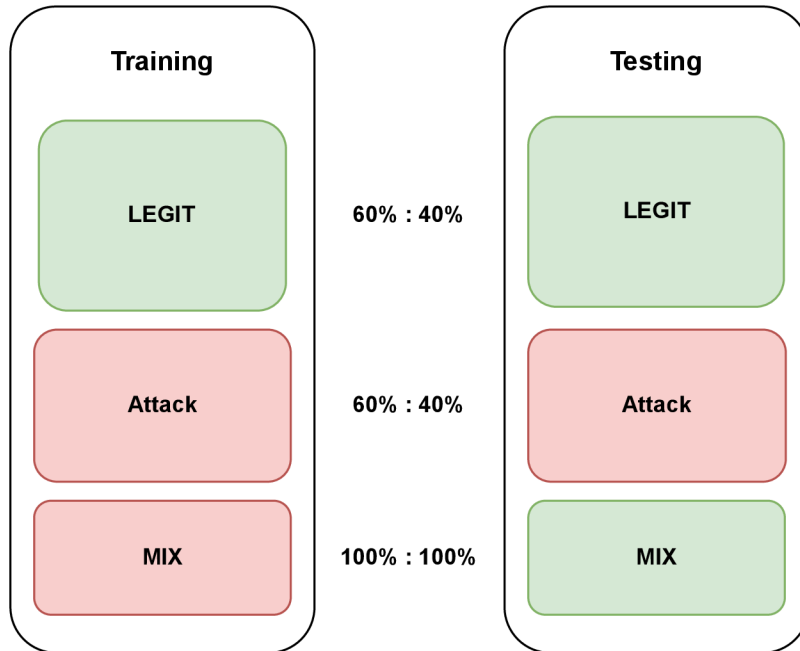 Training
Testing
LEGIT
60% : 40%
LEGIT
Attack
60% : 40%
Attack
MIX
100% : 100%
MIX